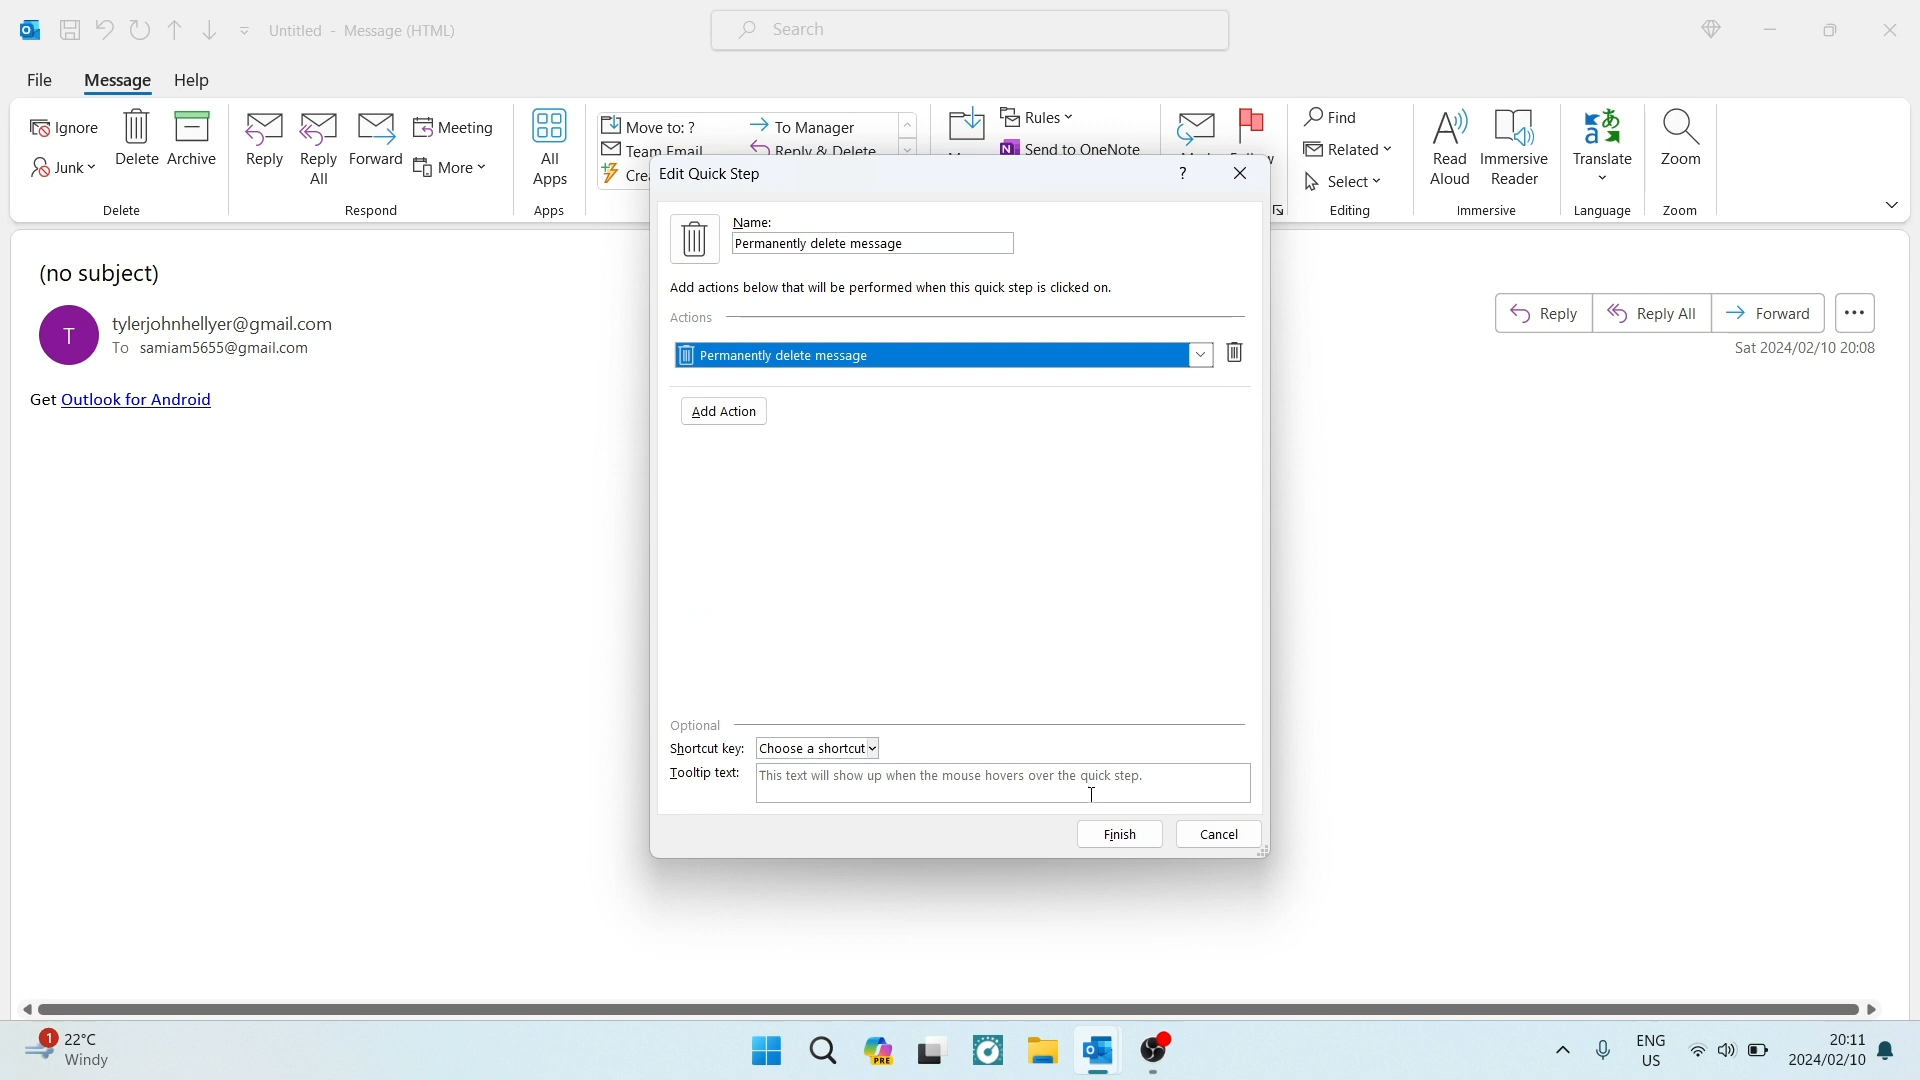 Untitled - Message (HTML)
Search
File Message Help
Ignore
Junk
Delete
Archive
Delete
Reply
Reply All
Forward
Meeting
More
Respond
All Apps
Apps
Move to: ?
To Manager
Team Email
Reply & Delete
Rules
Send to OneNote
Find
Related
Select
Editing
Read Aloud
Immersive Reader
Immersive
Translate
Language
Zoom
Zoom
(no subject)
T
tylerjohnhellyer@gmail.com
To samiam5655@gmail.com
Get Outlook for Android
Reply
Reply All
Forward
Sat 2024/02/10 20:08
Edit Quick Step
?
Name:
Permanently delete message
Add actions below that will be performed when this quick step is clicked on.
Actions
Permanently delete message
Add Action
Optional
Shortcut key: Choose a shortcut
Tooltip text: This text will show up when the mouse hovers over the quick step.
Finish
Cancel
1
22°C
Windy
PRE
ENG
US
20:11
2024/02/10